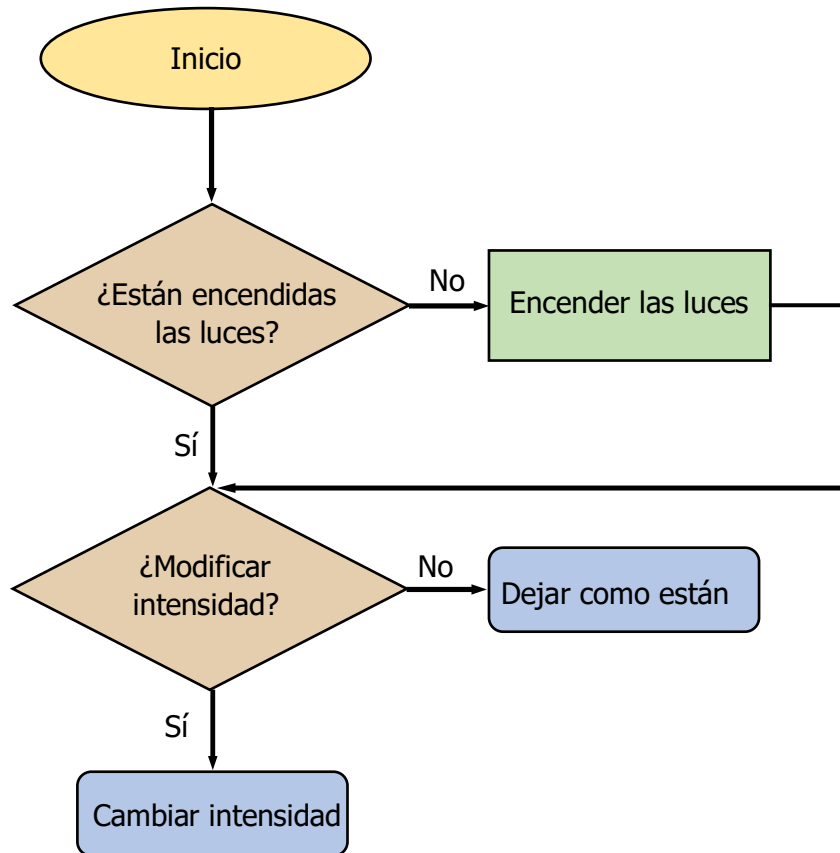 Inicio
¿Están encendidas
las luces?
No
Encender las luces
Sí
¿Modificar
intensidad?
No
Dejar como están
Sí
Cambiar intensidad